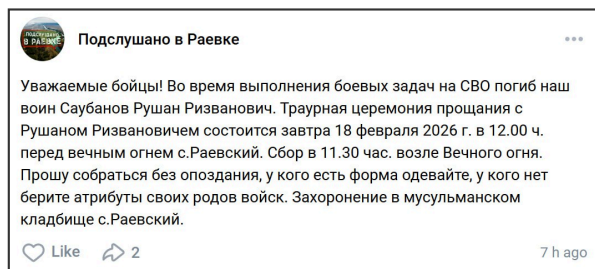 ПОДСЛУШАНО
В РАЕВКЕ
Подслушано в Раевке
Уважаемые бойцы! Во время выполнения боевых задач на СВО погиб наш
воин Саубанов Рушан Ризванович. Траурная церемония прощания с
Рушаном Ризвановичем состоится завтра 18 февраля 2026 г. в 12.00 ч.
перед вечным огнем с.Раевский. Сбор в 11.30 час. возле Вечного огня.
Прошу собраться без опоздания, у кого есть форма одевайте, у кого нет
берите атрибуты своих родов войск. Захоронение в мусульманском
кладбище с.Раевский.
Like 2 7 h ago